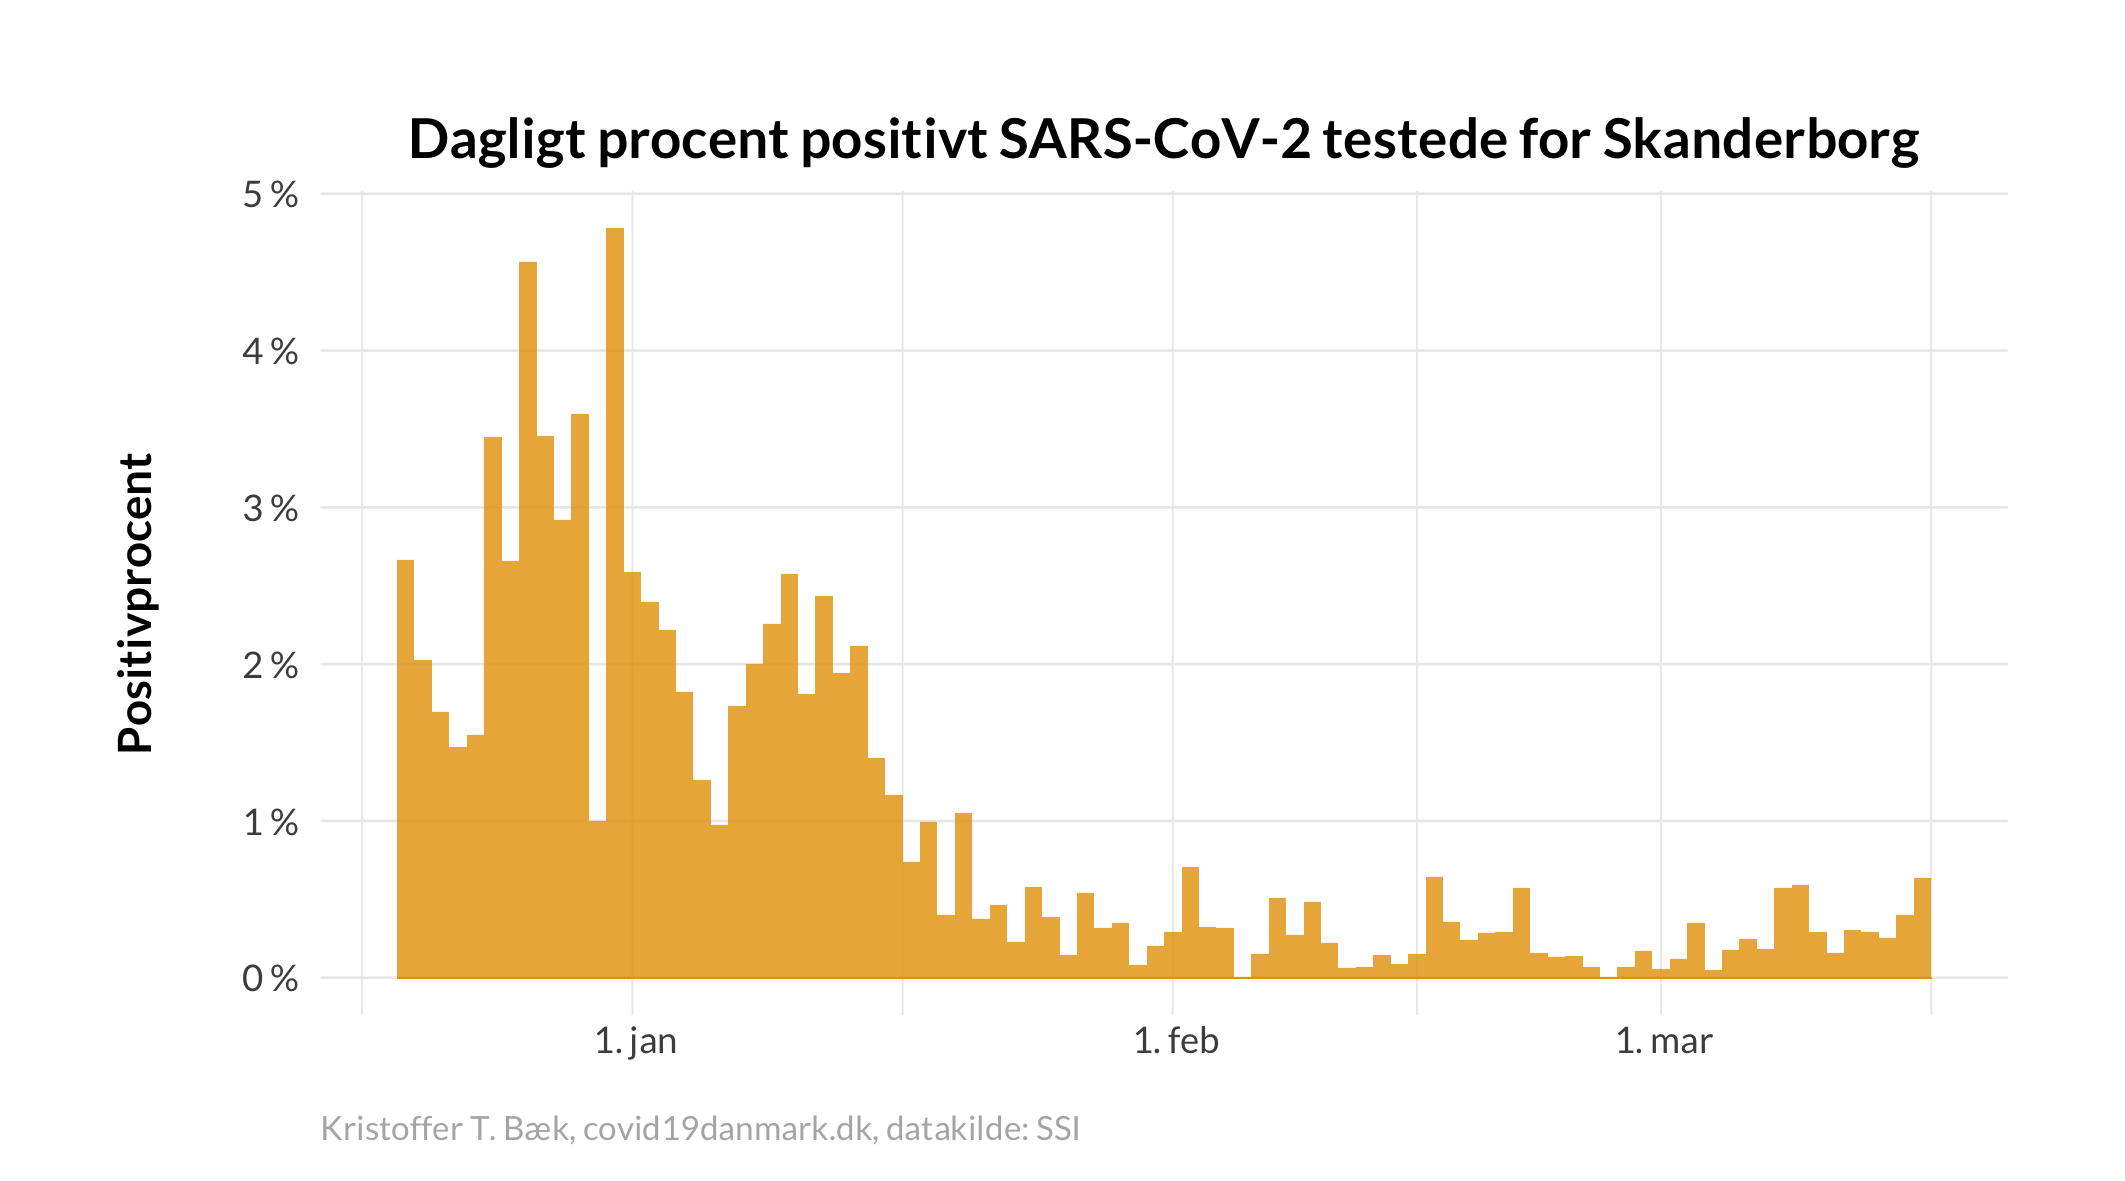 Dagligt procent positivt SARS-CoV-2 testede for Skanderborg
Positivprocent
5 %
4 %
3 %
2 %
1 %
0 %
1. jan
1. feb
1. mar
Kristoffer T. Bæk, covid19danmark.dk, datakilde: SSI